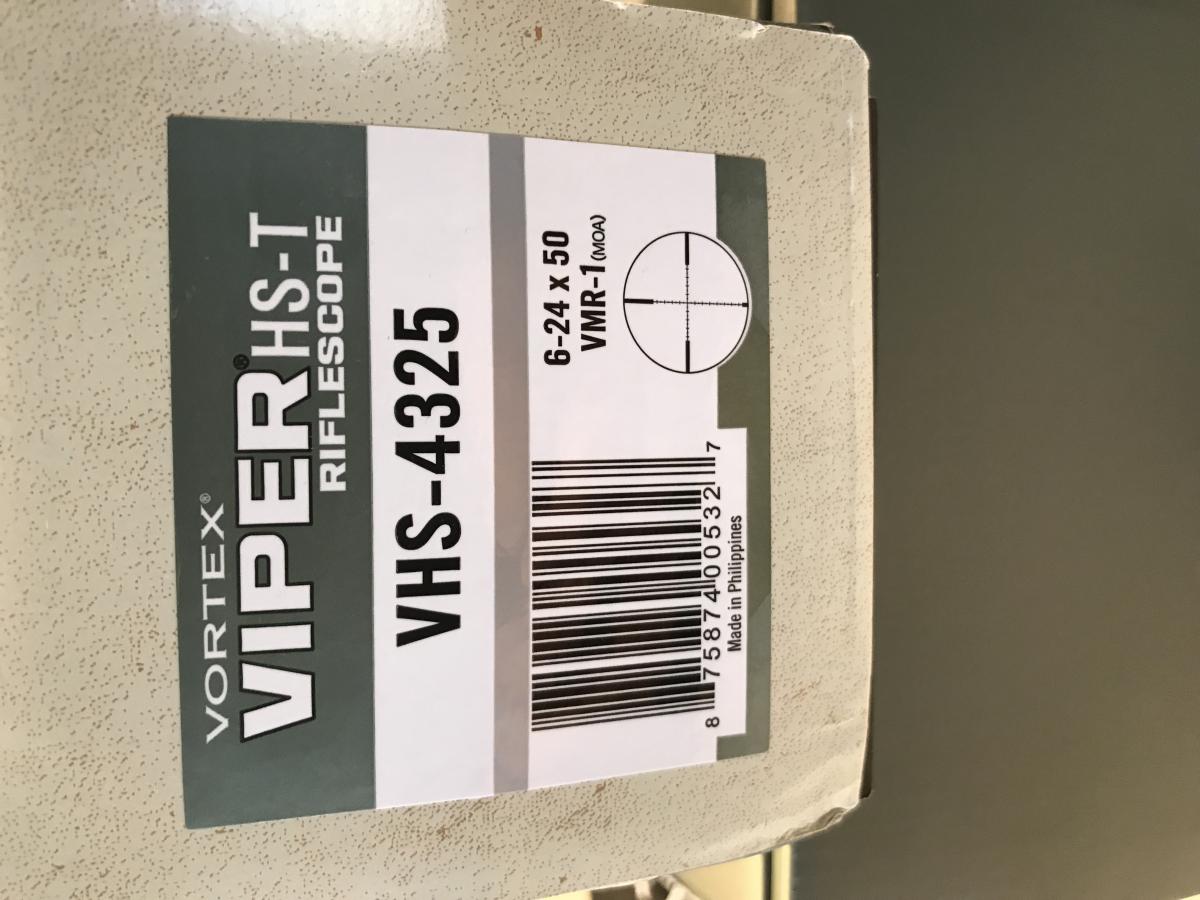 VORTEX®
VIPER® HS-T
RIFLESCOPE
VHS-4325
6-24 x 50
VMR-1 (MOA)
8 75874 00532 7
Made in Philippines